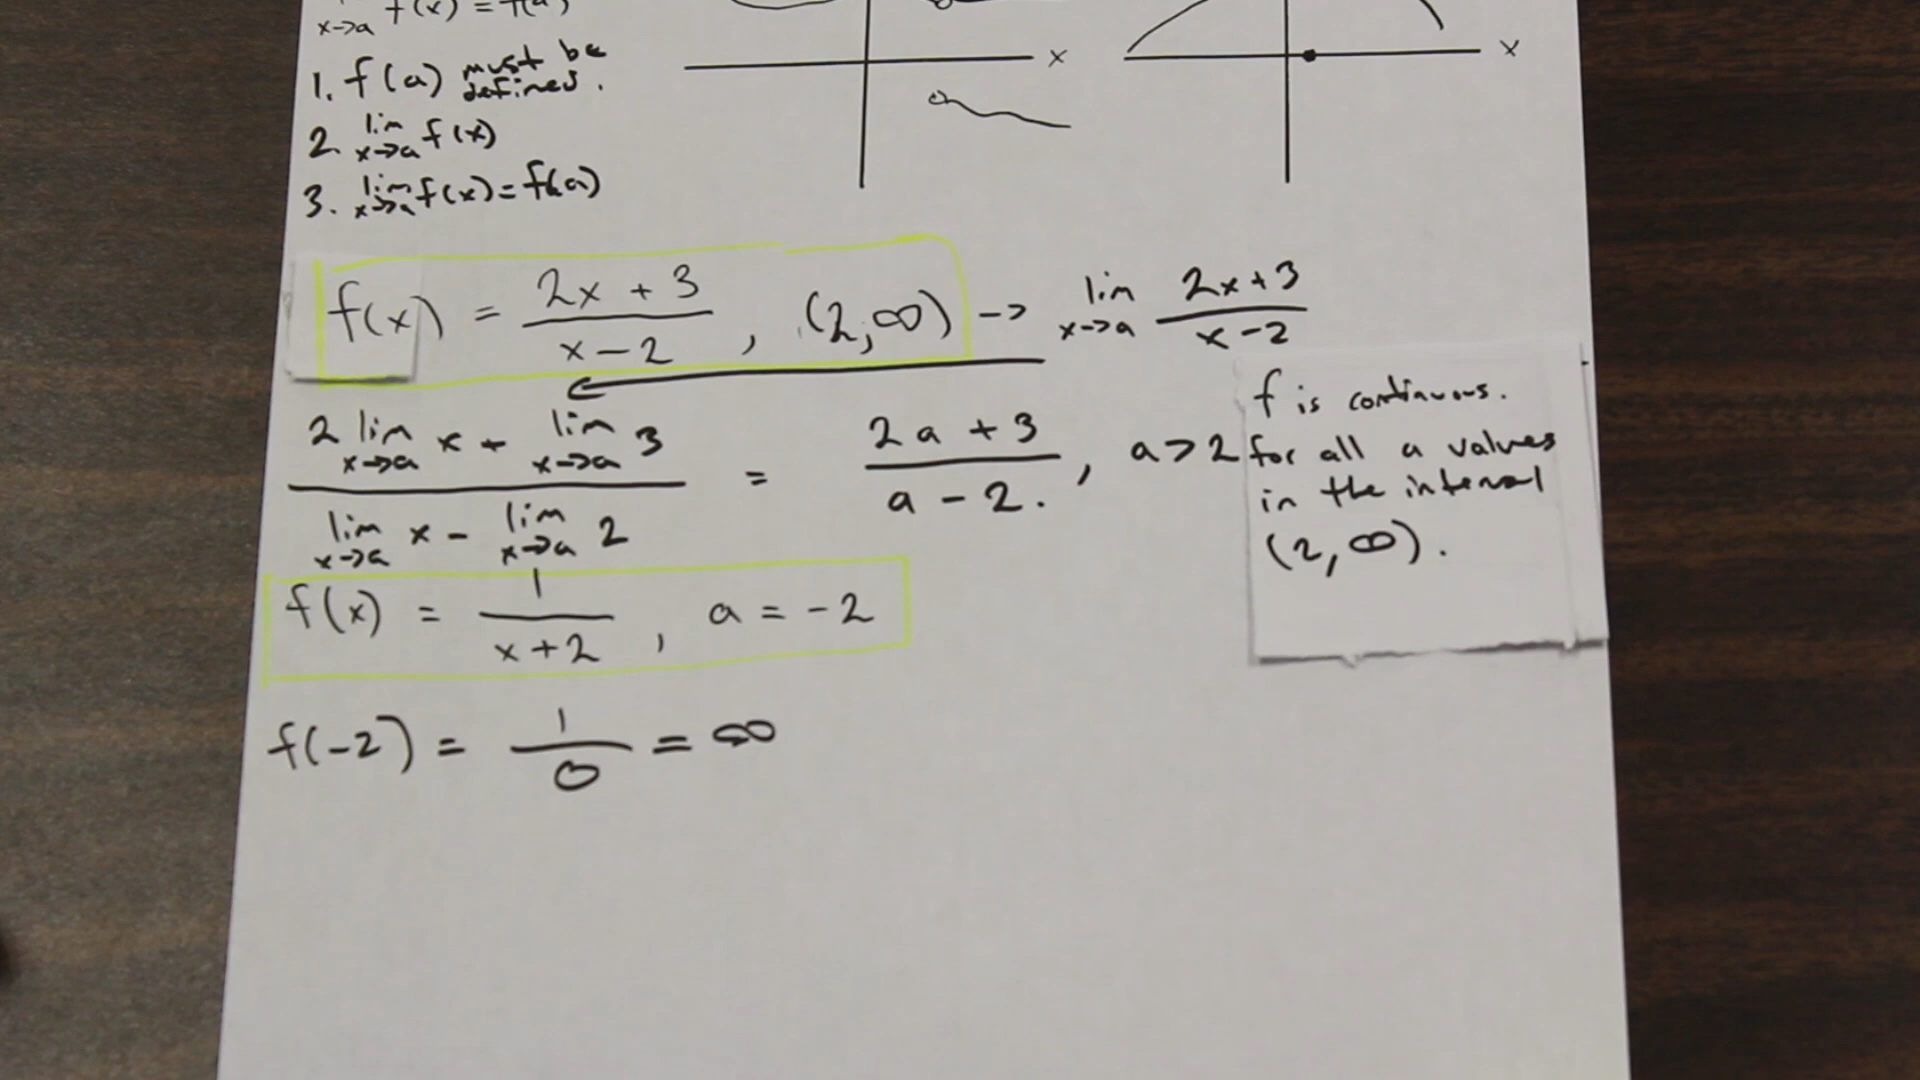 lim x->a f(x) = f(a)
1. f(a) must be defined.
2. lim x->a f(x)
3. lim x->a f(x) = f(a)
x
x
f(x) = 2x + 3 / x - 2 , (2, ∞) -> lim x->a 2x + 3 / x - 2
2 lim x->a x + lim x->a 3 / lim x->a x - lim x->a 2 = 2a + 3 / a - 2. , a > 2
f is continuous.
for all a values
in the interval
(2, ∞).
f(x) = 1 / x + 2 , a = -2
f(-2) = 1 / 0 = ∞